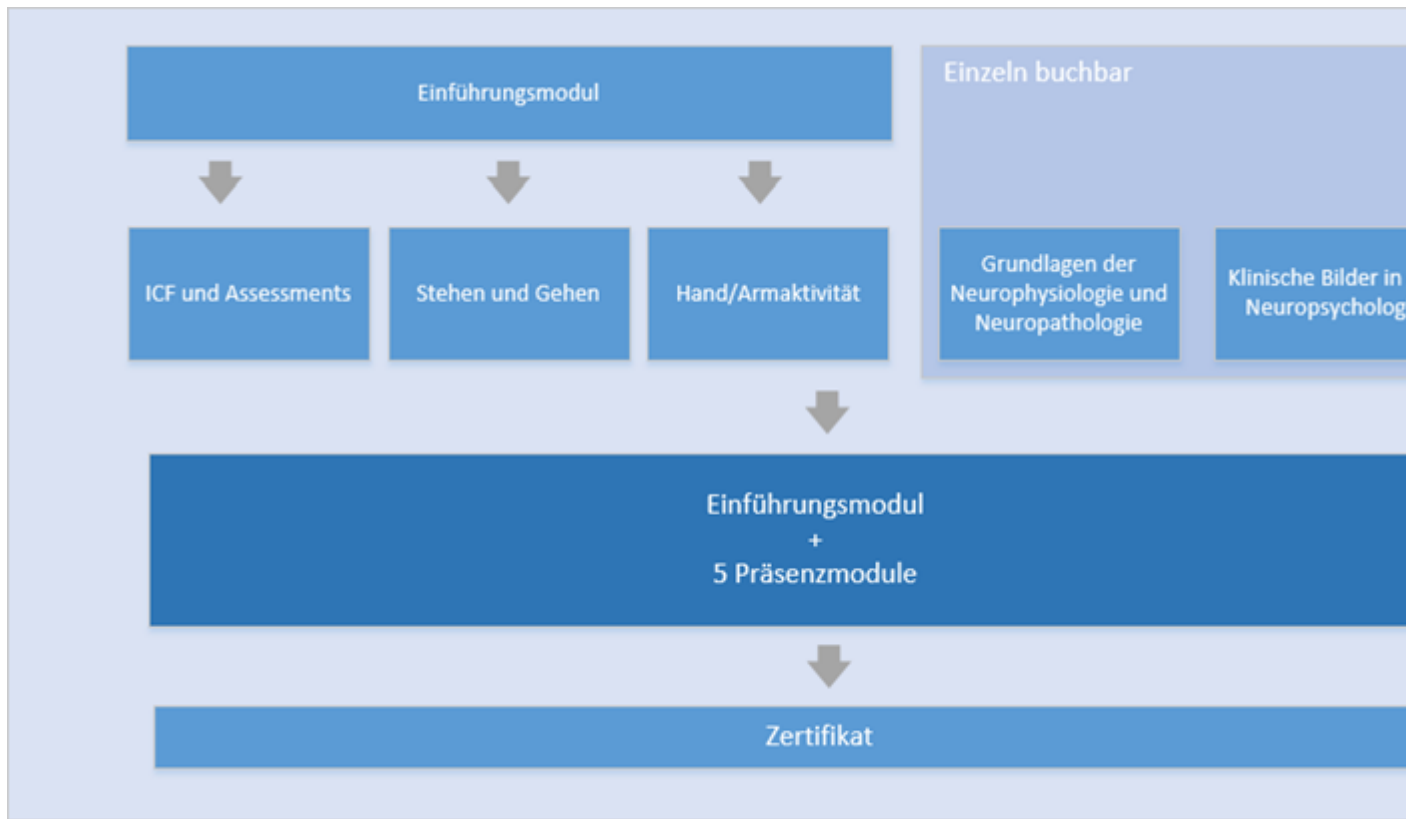 Einführungsmodul
Einzeln buchbar
ICF und Assessments
Stehen und Gehen
Hand/Armaktivität
Grundlagen der
Neurophysiologie und
Neuropathologie
Klinische Bilder in
Neuropsycholog
Einführungsmodul
+
5 Präsenzmodule
Zertifikat